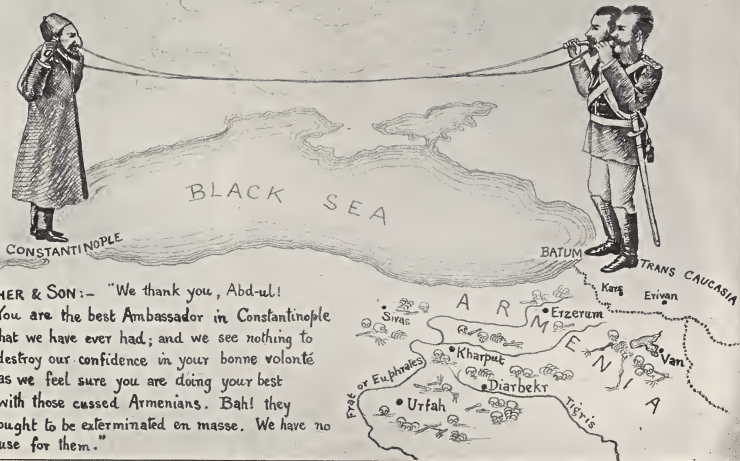 BLACK SEA
CONSTANTINOPLE
BATUM
TRANS CAUCASIA
Kars
Erivan
HER & SON:– "We thank you, Abd-ul!
You are the best Ambassador in Constantinople
hat we have ever had; and we see nothing to
destroy our confidence in your bonne volonté
as we feel sure you are doing your best
with those cussed Armenians. Bah! they
ought to be exterminated en masse. We have no
use for them."
ARMENIA
Sivas
Erzerum
Kharput
Van
Diarbekr
Frat or Euphrates
Urfah
Tigris